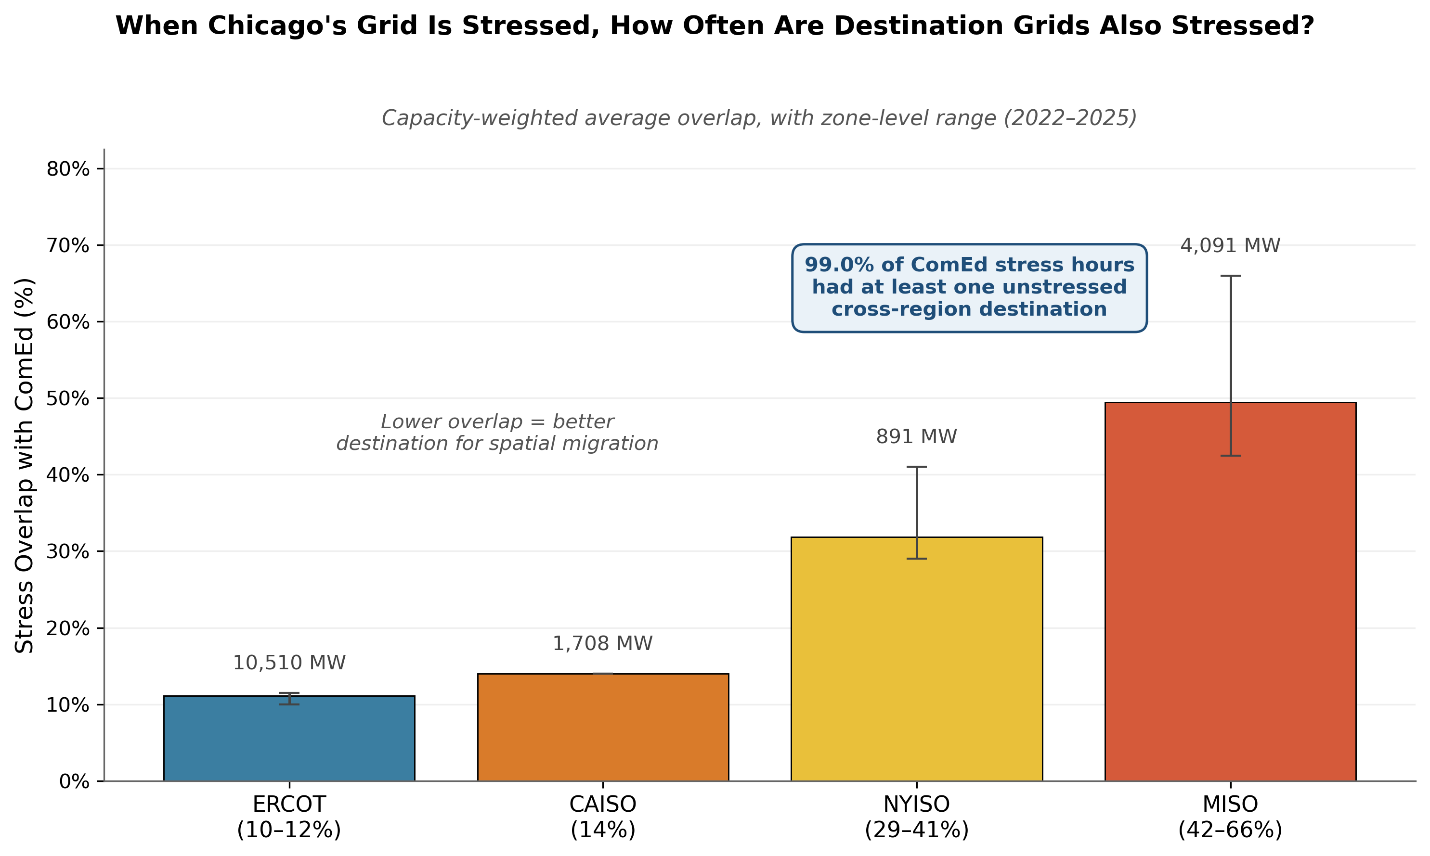 When Chicago's Grid Is Stressed, How Often Are Destination Grids Also Stressed?
Capacity-weighted average overlap, with zone-level range (2022–2025)
Stress Overlap with ComEd (%)
80%
70%
60%
50%
40%
30%
20%
10%
0%
99.0% of ComEd stress hours
had at least one unstressed
cross-region destination
Lower overlap = better
destination for spatial migration
10,510 MW
1,708 MW
891 MW
4,091 MW
ERCOT
(10–12%)
CAISO
(14%)
NYISO
(29–41%)
MISO
(42–66%)